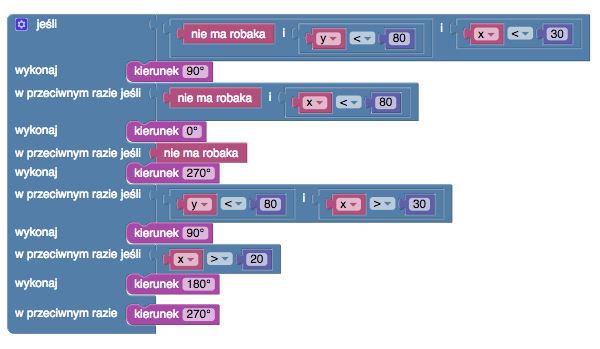 jeśli nie ma robaka i y < 80 i x < 30
wykonaj kierunek 90°
w przeciwnym razie jeśli nie ma robaka i x < 80
wykonaj kierunek 0°
w przeciwnym razie jeśli nie ma robaka
wykonaj kierunek 270°
w przeciwnym razie jeśli y < 80 i x > 30
wykonaj kierunek 90°
w przeciwnym razie jeśli x > 20
wykonaj kierunek 180°
w przeciwnym razie kierunek 270°